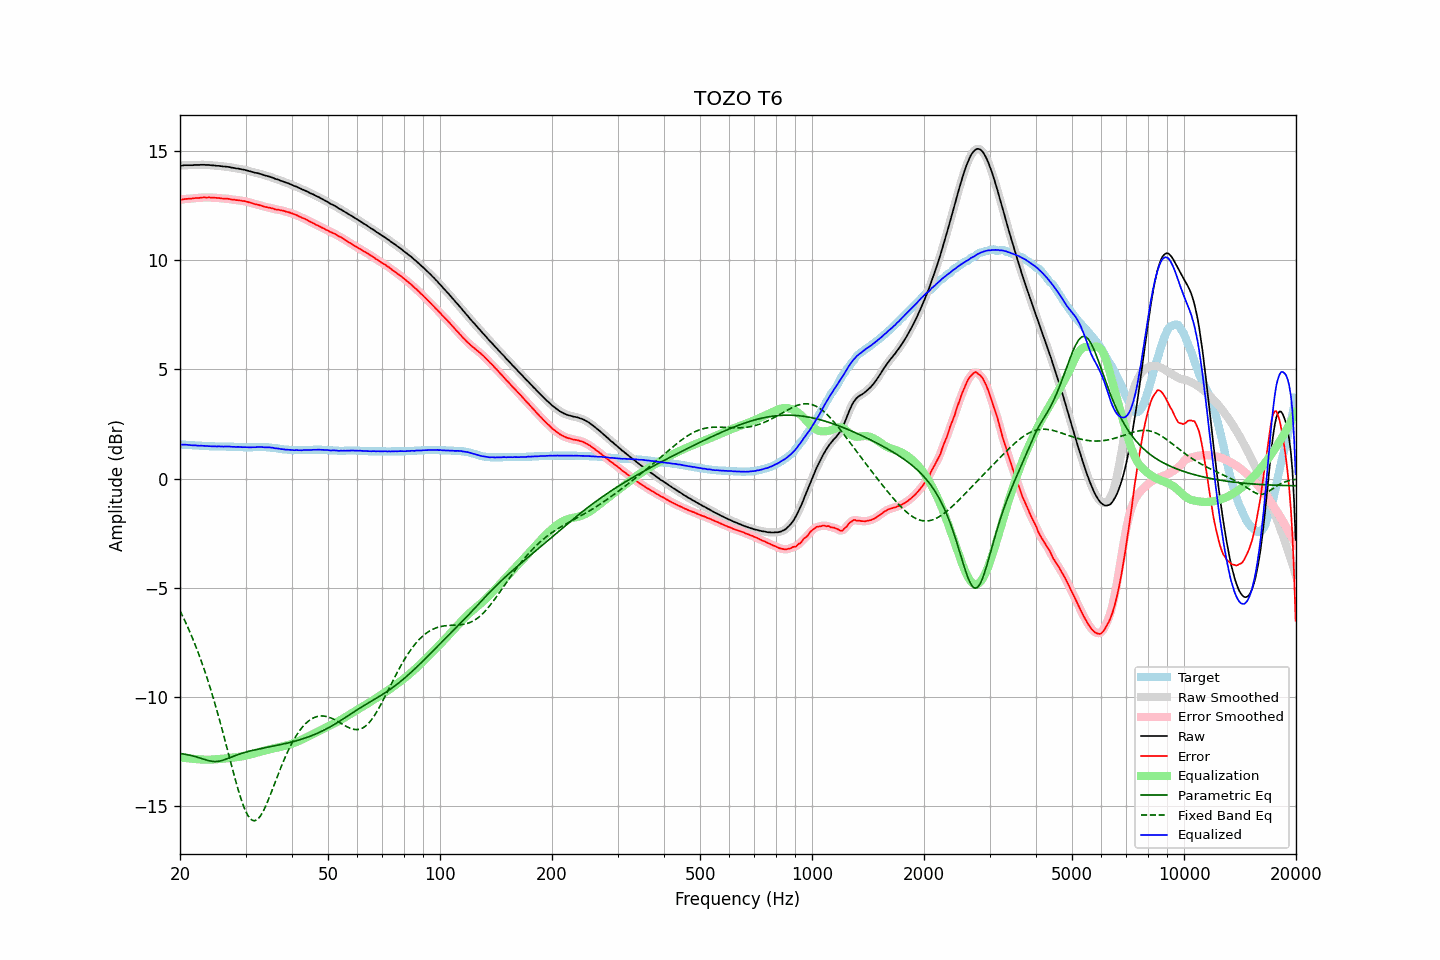 TOZO T6
Amplitude (dBr)
15
10
5
0
−5
−10
−15
20
50
100
200
500
1000
2000
5000
10000
20000
Frequency (Hz)
Target
Raw Smoothed
Error Smoothed
Raw
Error
Equalization
Parametric Eq
Fixed Band Eq
Equalized